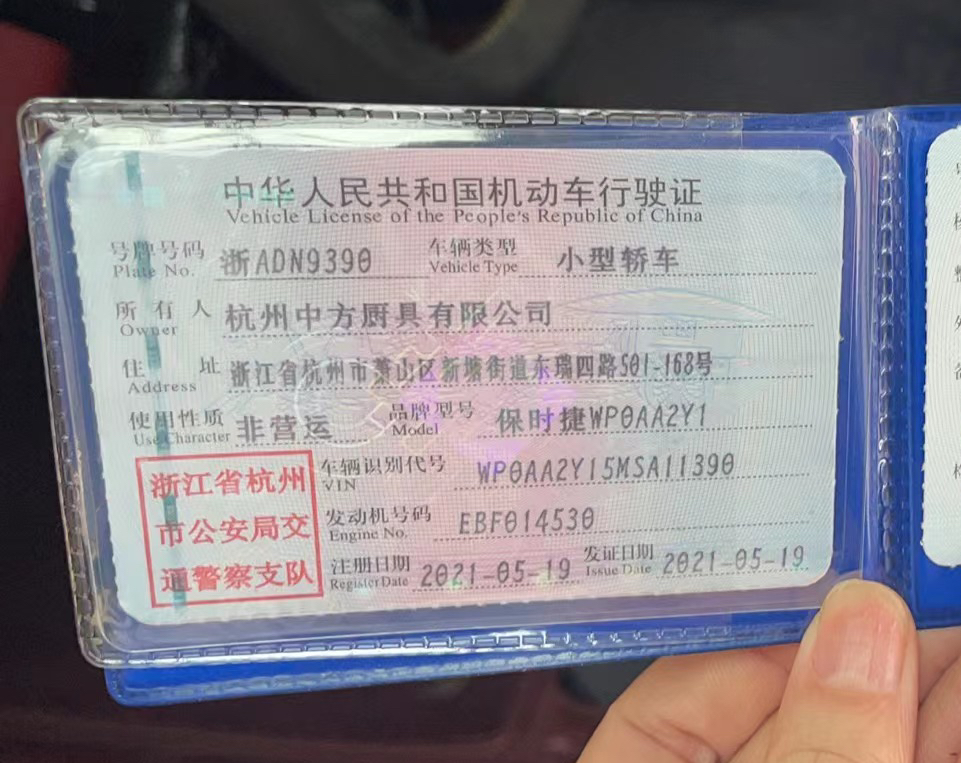 中华人民共和国机动车行驶证
Vehicle License of the People's Republic of China
号牌号码 浙ADN9390 车辆类型 小型轿车
Plate No. Vehicle Type
所有人 杭州中方厨具有限公司
Owner
住址 浙江省杭州市萧山区新塘街道东瑞四路501-168号
Address
使用性质 非营运 品牌型号 保时捷WP0AA2Y1
Use Character Model
浙江省杭州
市公安局交
通警察支队
车辆识别代号 WP0AA2Y15MSA11390
VIN
发动机号码 EBF014530
Engine No.
注册日期 2021-05-19 发证日期 2021-05-19
Register Date Issue Date